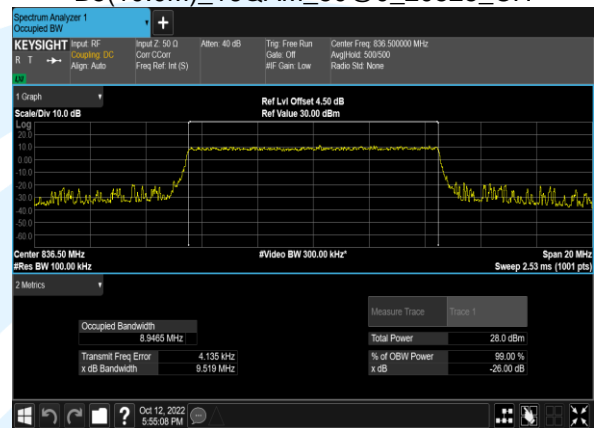 Spectrum Analyzer 1
Occupied BW
+
KEYSIGHT Input: RF Input Z: 50 Ω Atten: 40 dB Trig: Free Run Center Freq: 836.500000 MHz
R T Coupling: DC Corr CCorr Gate: Off Avg|Hold: 500/500
Align: Auto Freq Ref: Int (S) #IF Gain: Low Radio Std: None
LV
1 Graph
Ref Lvl Offset 4.50 dB
Scale/Div 10.0 dB Ref Value 30.00 dBm
Log
20.0
10.0
0.00
-10.0
-20.0
-30.0
-40.0
-50.0
-60.0
Center 836.50 MHz #Video BW 300.00 kHz* Span 20 MHz
#Res BW 100.00 kHz Sweep 2.53 ms (1001 pts)
2 Metrics
Measure Trace Trace 1
Occupied Bandwidth
8.9465 MHz Total Power 28.0 dBm
Transmit Freq Error 4.135 kHz % of OBW Power 99.00 %
x dB Bandwidth 9.519 MHz x dB -26.00 dB
? Oct 12, 2022
5:55:08 PM